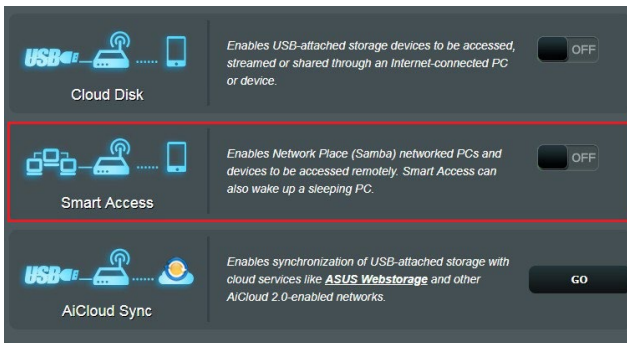 Enables USB-attached storage devices to be accessed,
streamed or shared through an Internet-connected PC
or device.
OFF
USB
Cloud Disk
Enables Network Place (Samba) networked PCs and
devices to be accessed remotely. Smart Access can
also wake up a sleeping PC.
OFF
Smart Access
Enables synchronization of USB-attached storage with
cloud services like ASUS Webstorage and other
AiCloud 2.0-enabled networks.
GO
USB
AiCloud Sync